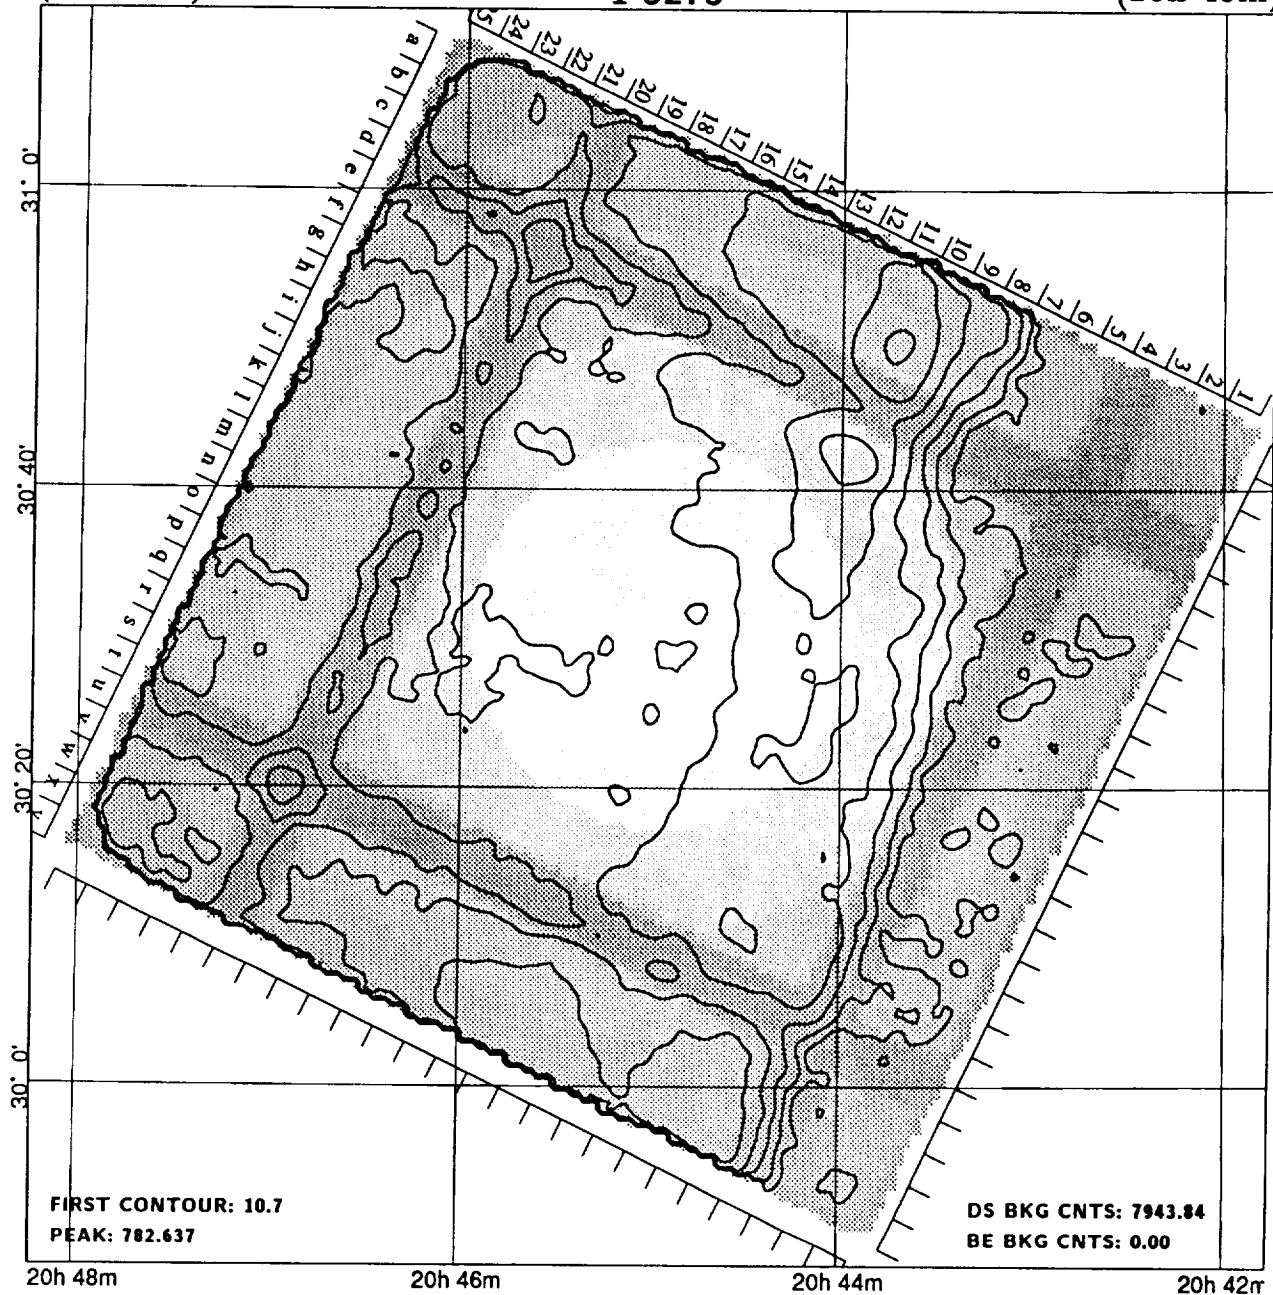 25 24 23 22 21 20 19 18 17 16 15 14 13 12 11 10 9 8 7 6 5 4 3 2 1
a b c d e f g h i j k l m n o p q r s t u v w x y
31° 0'
30° 40'
30° 20'
30° 0'
FIRST CONTOUR: 10.7
PEAK: 782.637
DS BKG CNTS: 7943.84
BE BKG CNTS: 0.00
20h 48m 20h 46m 20h 44m 20h 42m